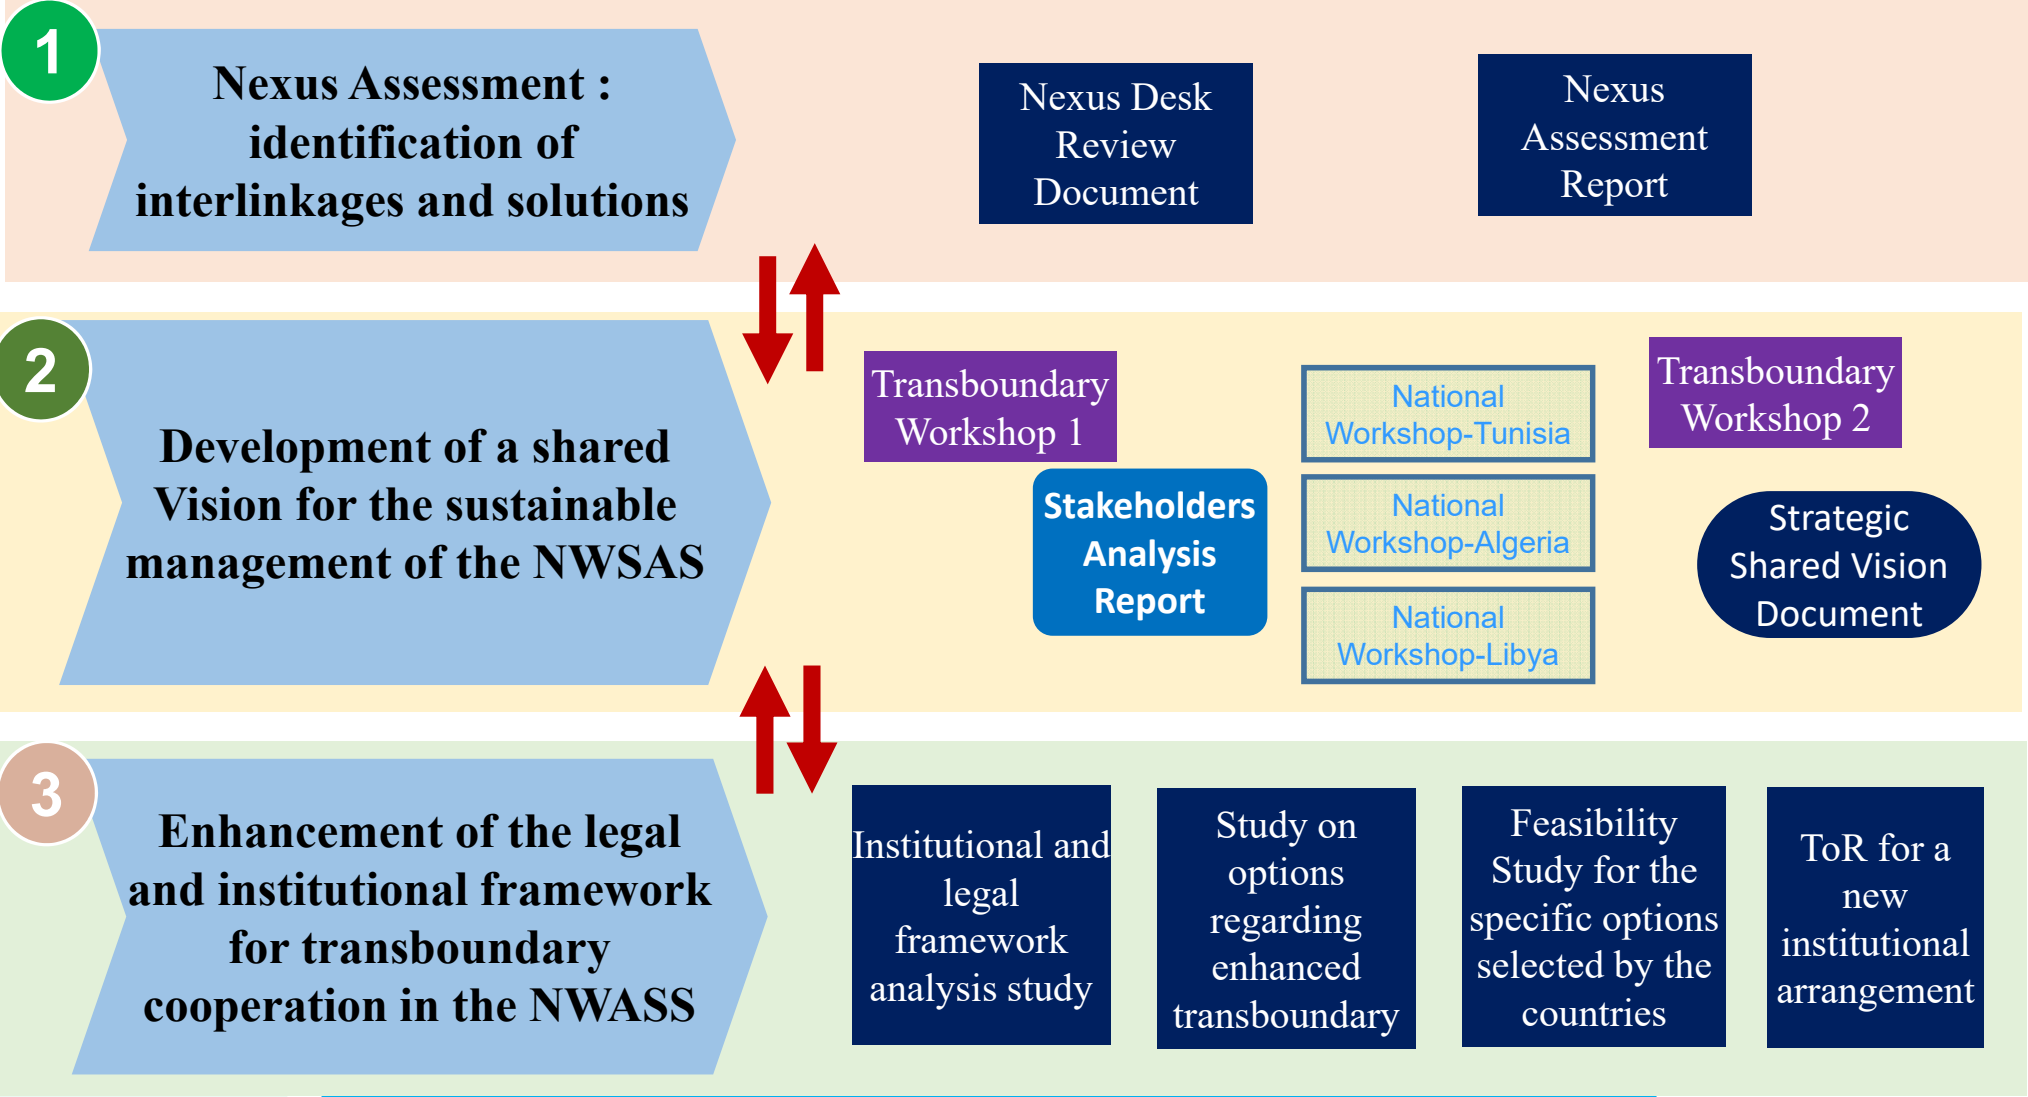 1
Nexus Assessment :
identification of
interlinkages and solutions
Nexus Desk
Review
Document
Nexus
Assessment
Report
2
Development of a shared
Vision for the sustainable
management of the NWSAS
Transboundary
Workshop 1
Stakeholders
Analysis
Report
National
Workshop-Tunisia
National
Workshop-Algeria
National
Workshop-Libya
Transboundary
Workshop 2
Strategic
Shared Vision
Document
3
Enhancement of the legal
and institutional framework
for transboundary
cooperation in the NWASS
Institutional and
legal
framework
analysis study
Study on
options
regarding
enhanced
transboundary
Feasibility
Study for the
specific options
selected by the
countries
ToR for a
new
institutional
arrangement